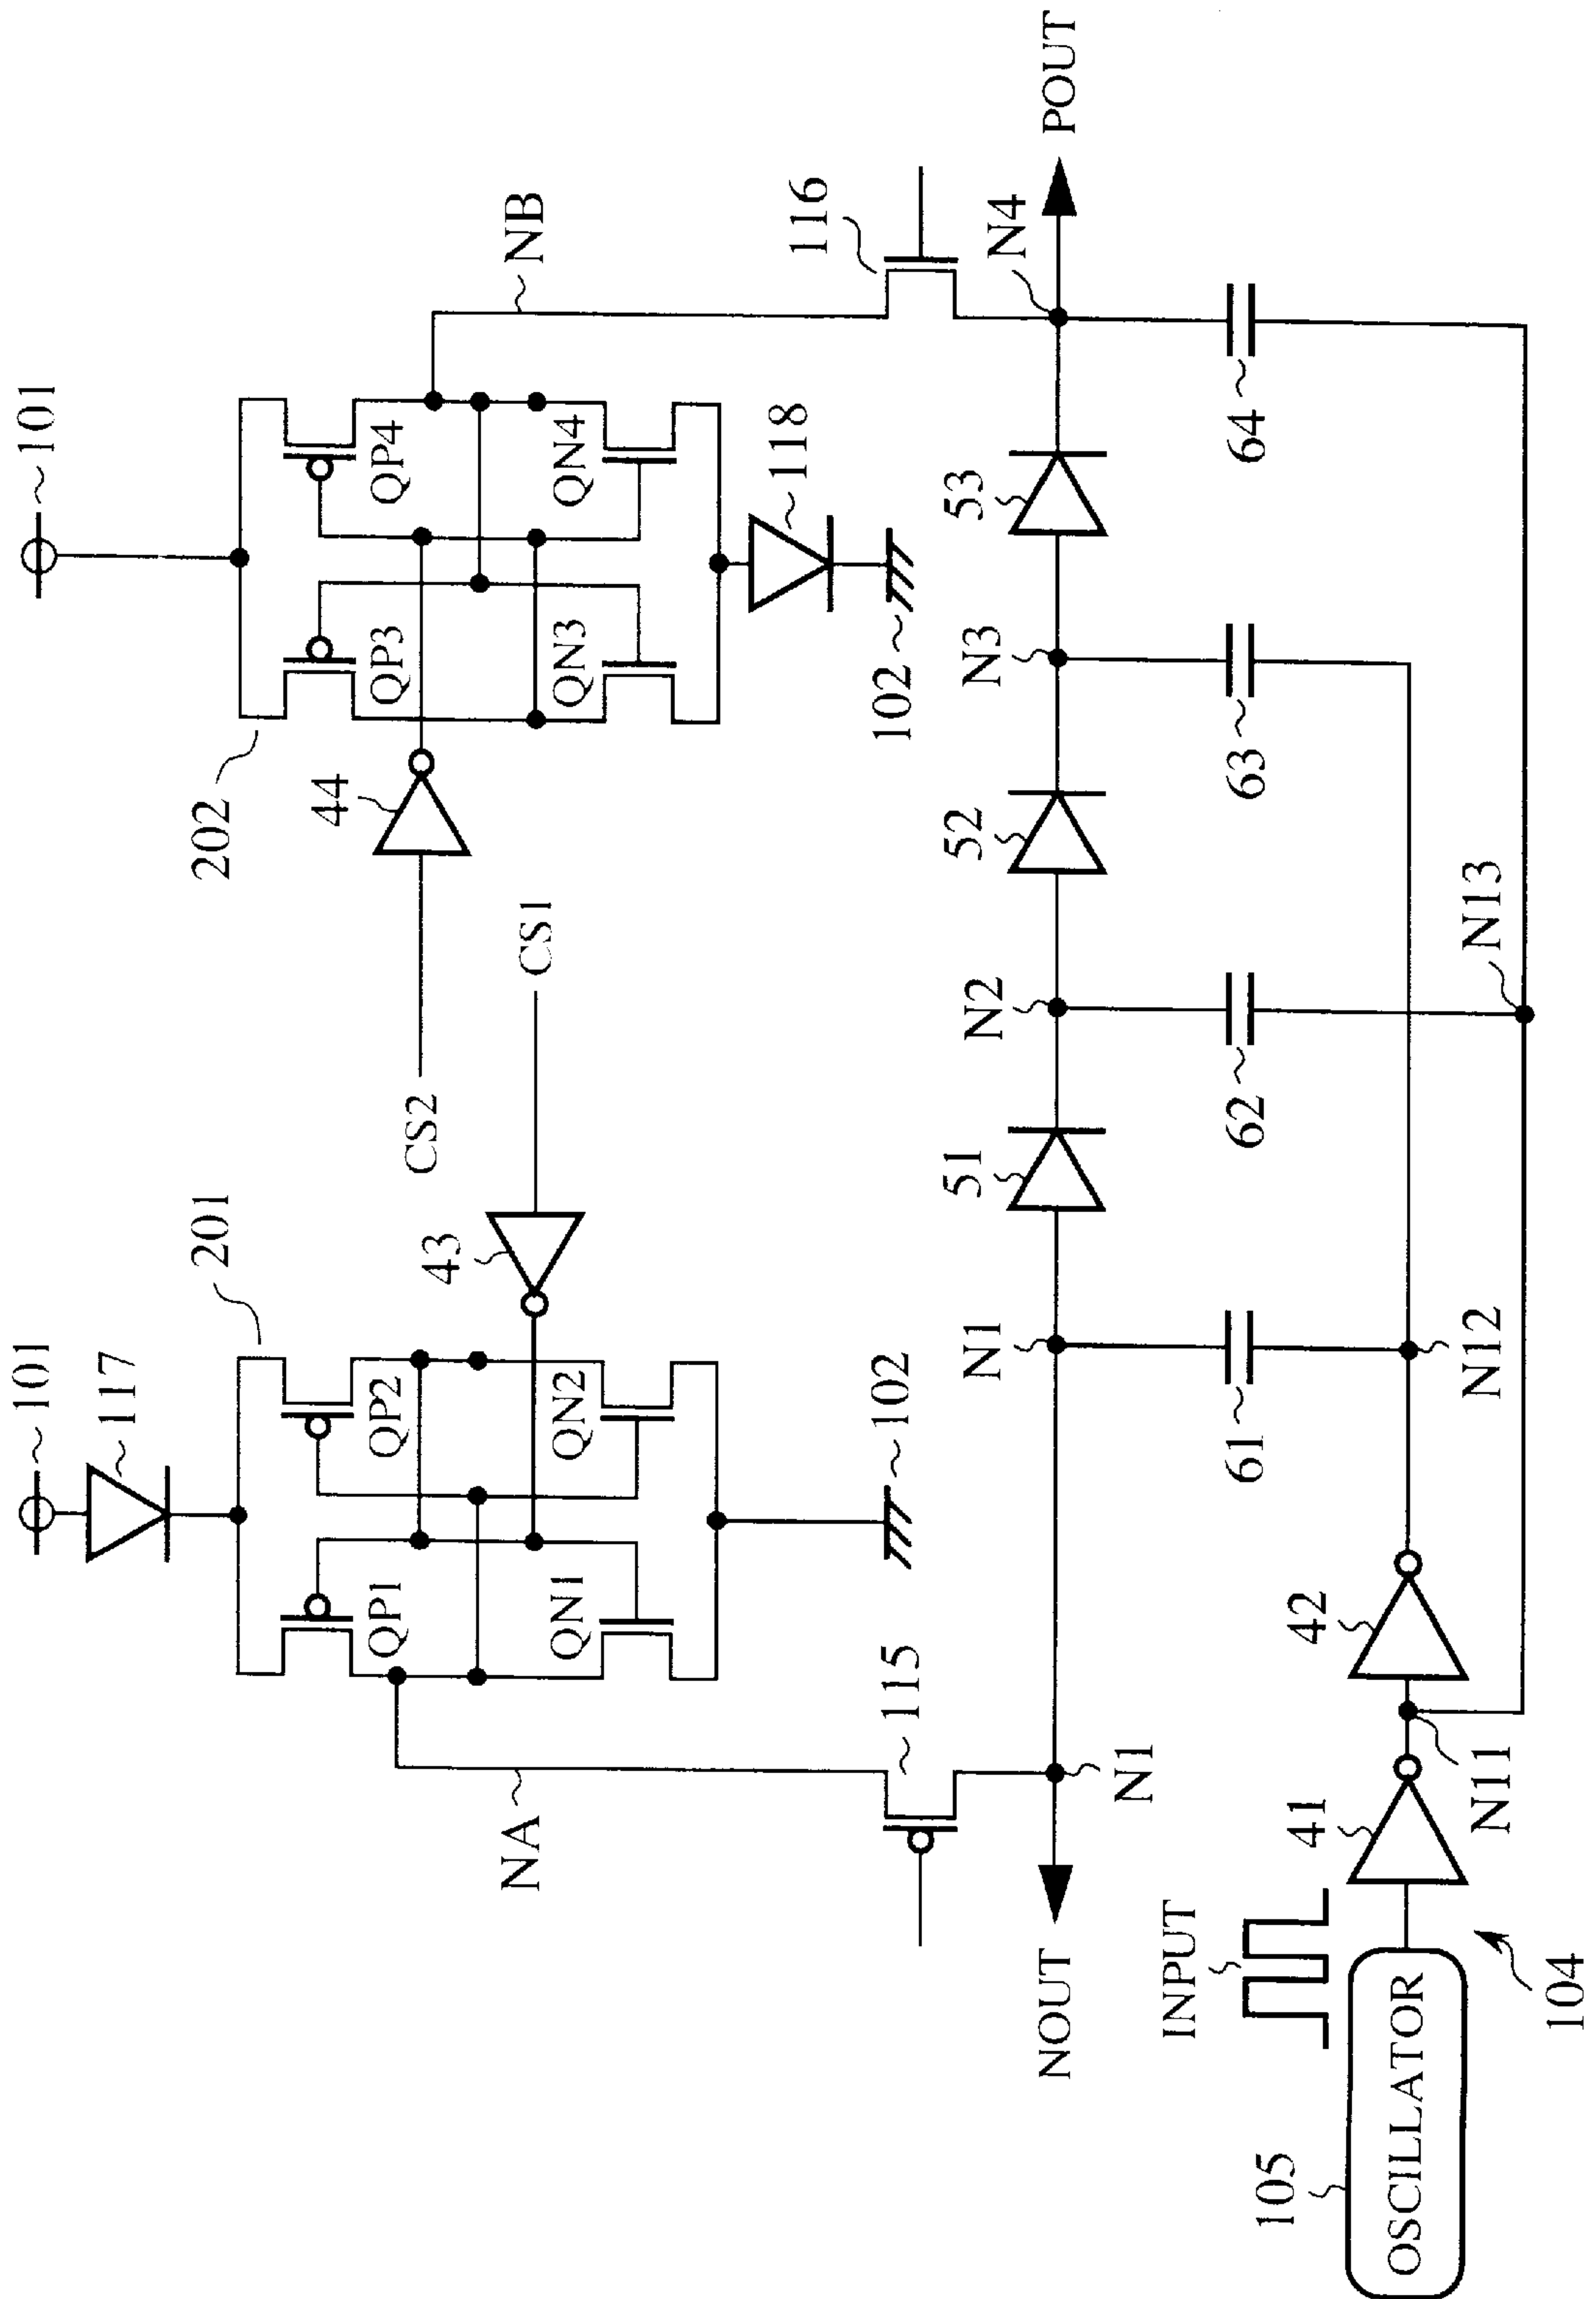 101
117
201
QP1
QP2
QN1
QN2
43
CS1
102
NA
115
101
202
QP3
QP4
QN3
QN4
44
CS2
118
102
NB
116
NOUT
N1
N1
51
N2
52
N3
53
N4
POUT
61
62
63
64
INPUT
105
OSCILLATOR
104
41
N11
42
N12
N13